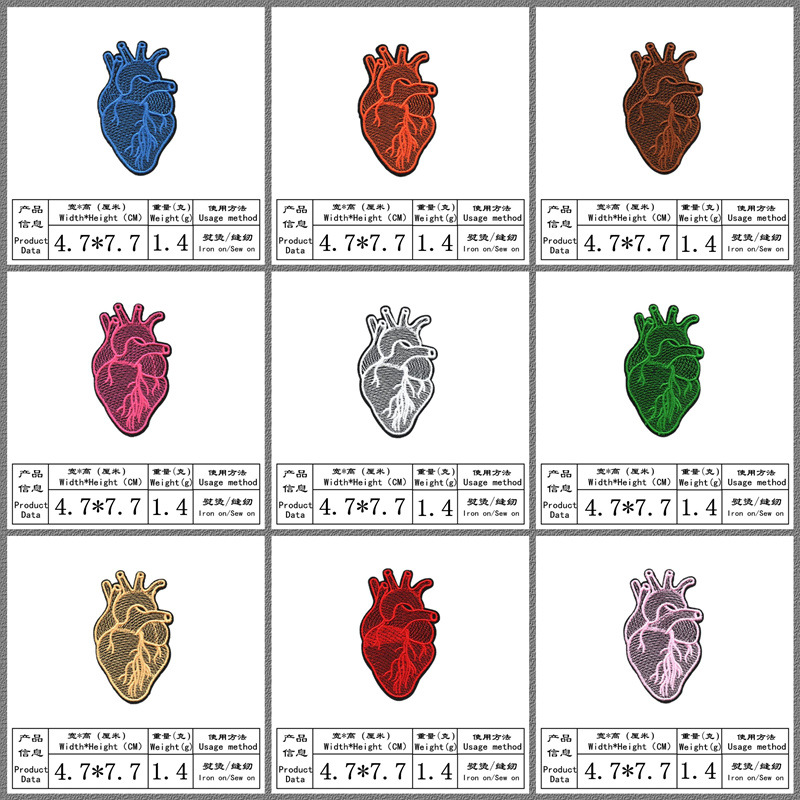 产品
信息
Product
Data
宽*高 (厘米)
Width*Height (CM)
重量(克)
Weight(g)
使用方法
Usage method
4.7*7.7
1.4
熨烫/缝纫
Iron on/Sew on
产品
信息
Product
Data
宽*高 (厘米)
Width*Height (CM)
重量(克)
Weight(g)
使用方法
Usage method
4.7*7.7
1.4
熨烫/缝纫
Iron on/Sew on
产品
信息
Product
Data
宽*高 (厘米)
Width*Height (CM)
重量(克)
Weight(g)
使用方法
Usage method
4.7*7.7
1.4
熨烫/缝纫
Iron on/Sew on
产品
信息
Product
Data
宽*高 (厘米)
Width*Height (CM)
重量(克)
Weight(g)
使用方法
Usage method
4.7*7.7
1.4
熨烫/缝纫
Iron on/Sew on
产品
信息
Product
Data
宽*高 (厘米)
Width*Height (CM)
重量(克)
Weight(g)
使用方法
Usage method
4.7*7.7
1.4
熨烫/缝纫
Iron on/Sew on
产品
信息
Product
Data
宽*高 (厘米)
Width*Height (CM)
重量(克)
Weight(g)
使用方法
Usage method
4.7*7.7
1.4
熨烫/缝纫
Iron on/Sew on
产品
信息
Product
Data
宽*高 (厘米)
Width*Height (CM)
重量(克)
Weight(g)
使用方法
Usage method
4.7*7.7
1.4
熨烫/缝纫
Iron on/Sew on
产品
信息
Product
Data
宽*高 (厘米)
Width*Height (CM)
重量(克)
Weight(g)
使用方法
Usage method
4.7*7.7
1.4
熨烫/缝纫
Iron on/Sew on
产品
信息
Product
Data
宽*高 (厘米)
Width*Height (CM)
重量(克)
Weight(g)
使用方法
Usage method
4.7*7.7
1.4
熨烫/缝纫
Iron on/Sew on